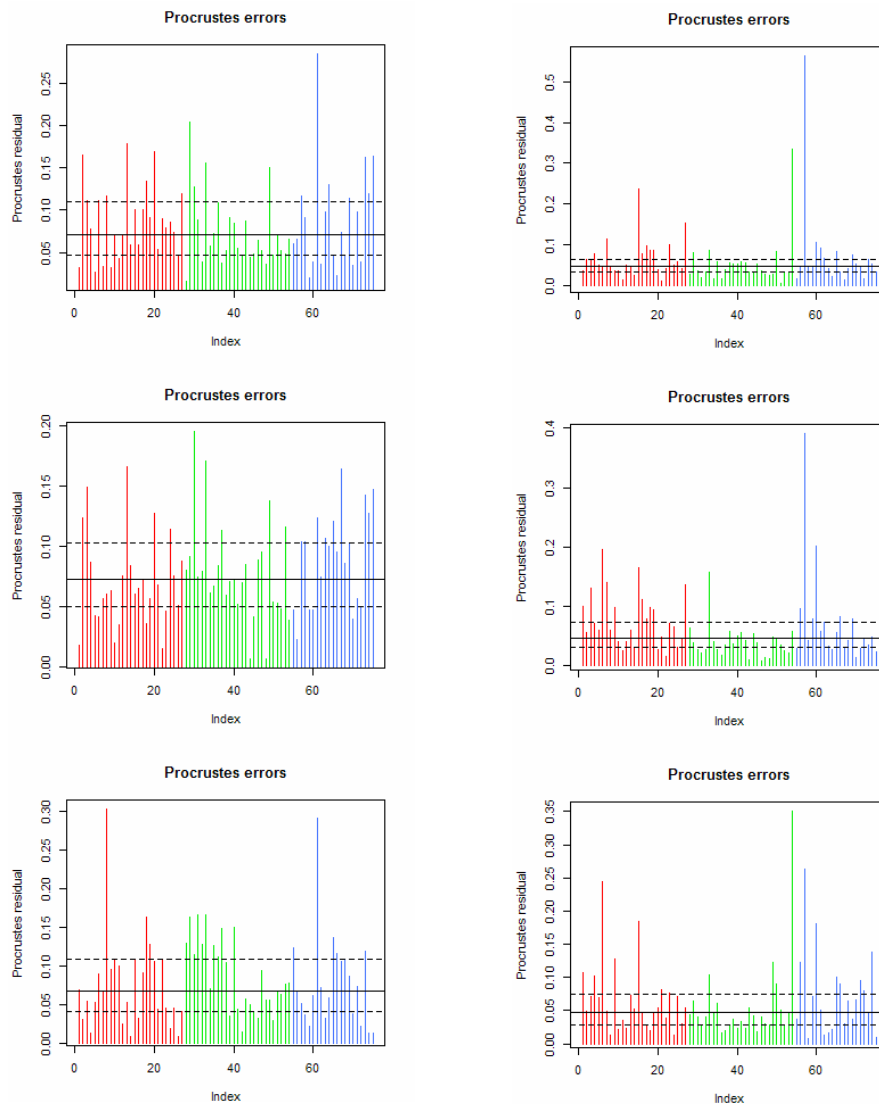 Procrustes errors
Procrustes residual
0.05 0.10 0.15 0.20 0.25
0 20 40 60
Index
Procrustes errors
Procrustes residual
0.0 0.1 0.2 0.3 0.4 0.5
0 20 40 60
Index
Procrustes errors
Procrustes residual
0.00 0.05 0.10 0.15 0.20
0 20 40 60
Index
Procrustes errors
Procrustes residual
0.0 0.1 0.2 0.3 0.4
0 20 40 60
Index
Procrustes errors
Procrustes residual
0.00 0.05 0.10 0.15 0.20 0.25 0.30
0 20 40 60
Index
Procrustes errors
Procrustes residual
0.00 0.05 0.10 0.15 0.20 0.25 0.30 0.35
0 20 40 60
Index